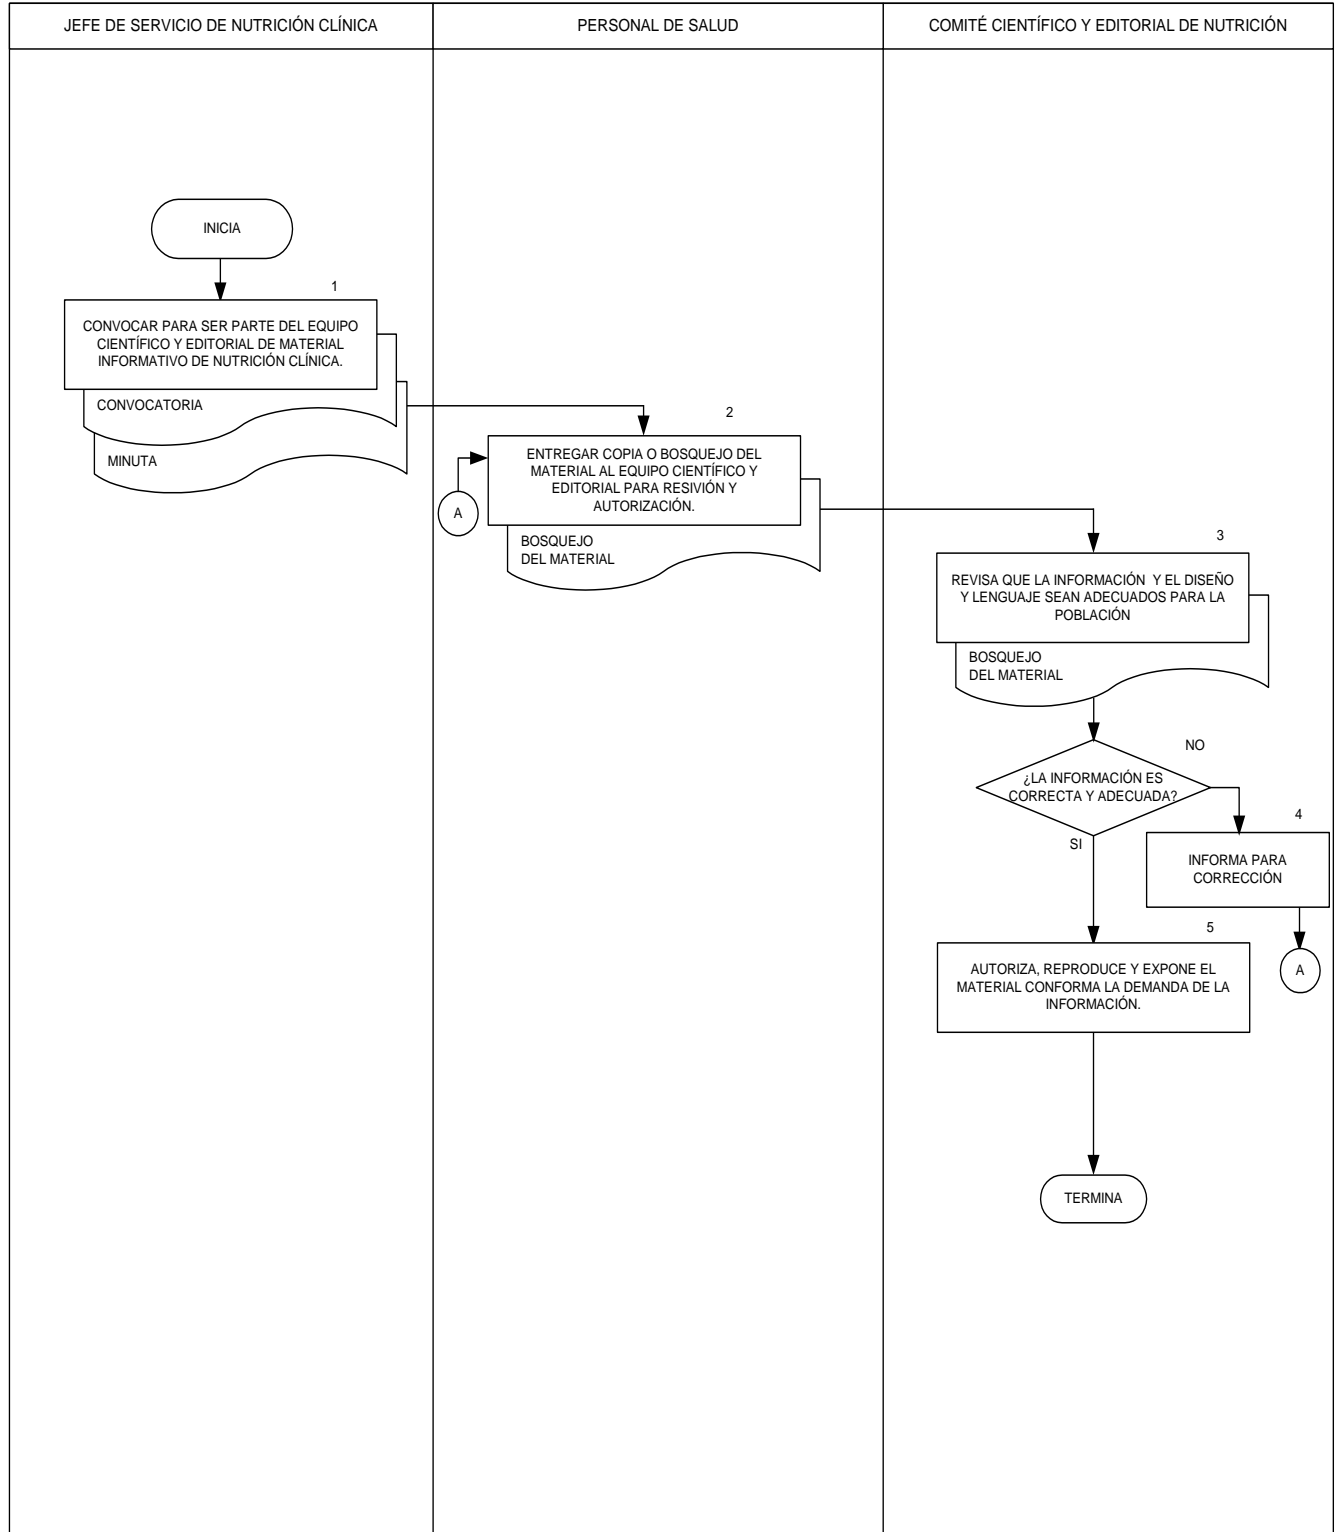 JEFE DE SERVICIO DE NUTRICIÓN CLÍNICA
PERSONAL DE SALUD
COMITÉ CIENTÍFICO Y EDITORIAL DE NUTRICIÓN
INICIA
1
CONVOCAR PARA SER PARTE DEL EQUIPO
CIENTÍFICO Y EDITORIAL DE MATERIAL
INFORMATIVO DE NUTRICIÓN CLÍNICA.
CONVOCATORIA
MINUTA
2
ENTREGAR COPIA O BOSQUEJO DEL
MATERIAL AL EQUIPO CIENTÍFICO Y
EDITORIAL PARA RESIVIÓN Y
AUTORIZACIÓN.
A
BOSQUEJO
DEL MATERIAL
3
REVISA QUE LA INFORMACIÓN Y EL DISEÑO
Y LENGUAJE SEAN ADECUADOS PARA LA
POBLACIÓN
BOSQUEJO
DEL MATERIAL
NO
¿LA INFORMACIÓN ES
CORRECTA Y ADECUADA?
SI
4
INFORMA PARA
CORRECCIÓN
A
5
AUTORIZA, REPRODUCE Y EXPONE EL
MATERIAL CONFORMA LA DEMANDA DE LA
INFORMACIÓN.
TERMINA